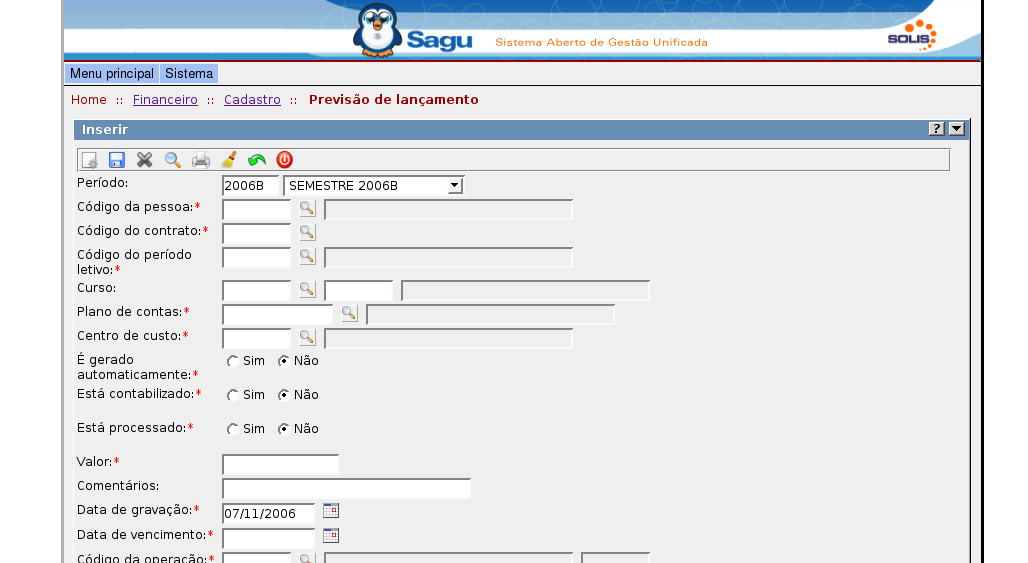 Sagu Sistema Aberto de Gestão Unificada SOLIS
Menu principal Sistema
Home :: Financeiro :: Cadastro :: Previsão de lançamento
Inserir ?
Período: 2006B SEMESTRE 2006B
Código da pessoa:*
Código do contrato:*
Código do período
letivo:*
Curso:
Plano de contas:*
Centro de custo:*
É gerado
automaticamente:* Sim Não
Está contabilizado:* Sim Não
Está processado:* Sim Não
Valor:*
Comentários:
Data de gravação:* 07/11/2006
Data de vencimento:*
Código da operação:*